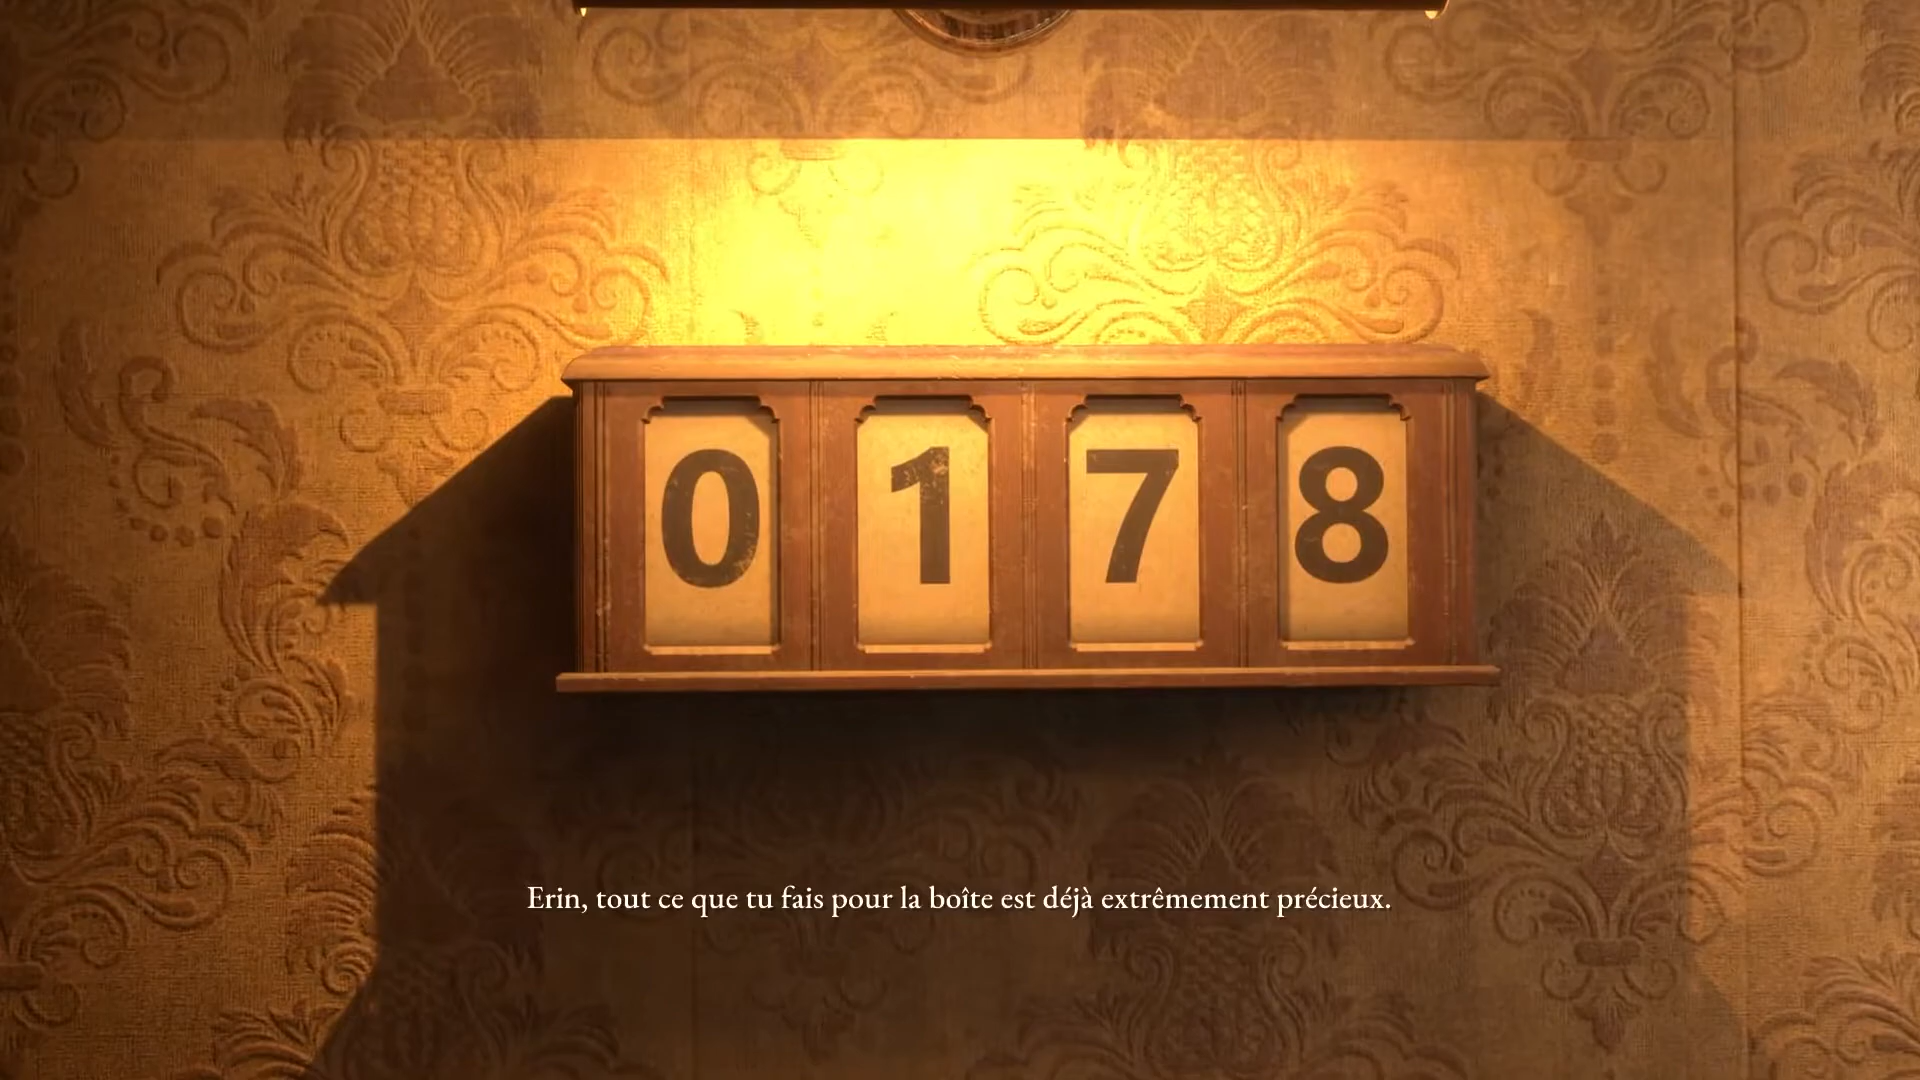 0178
Erin, tout ce que tu fais pour la boîte est déjà extrêmement précieux.